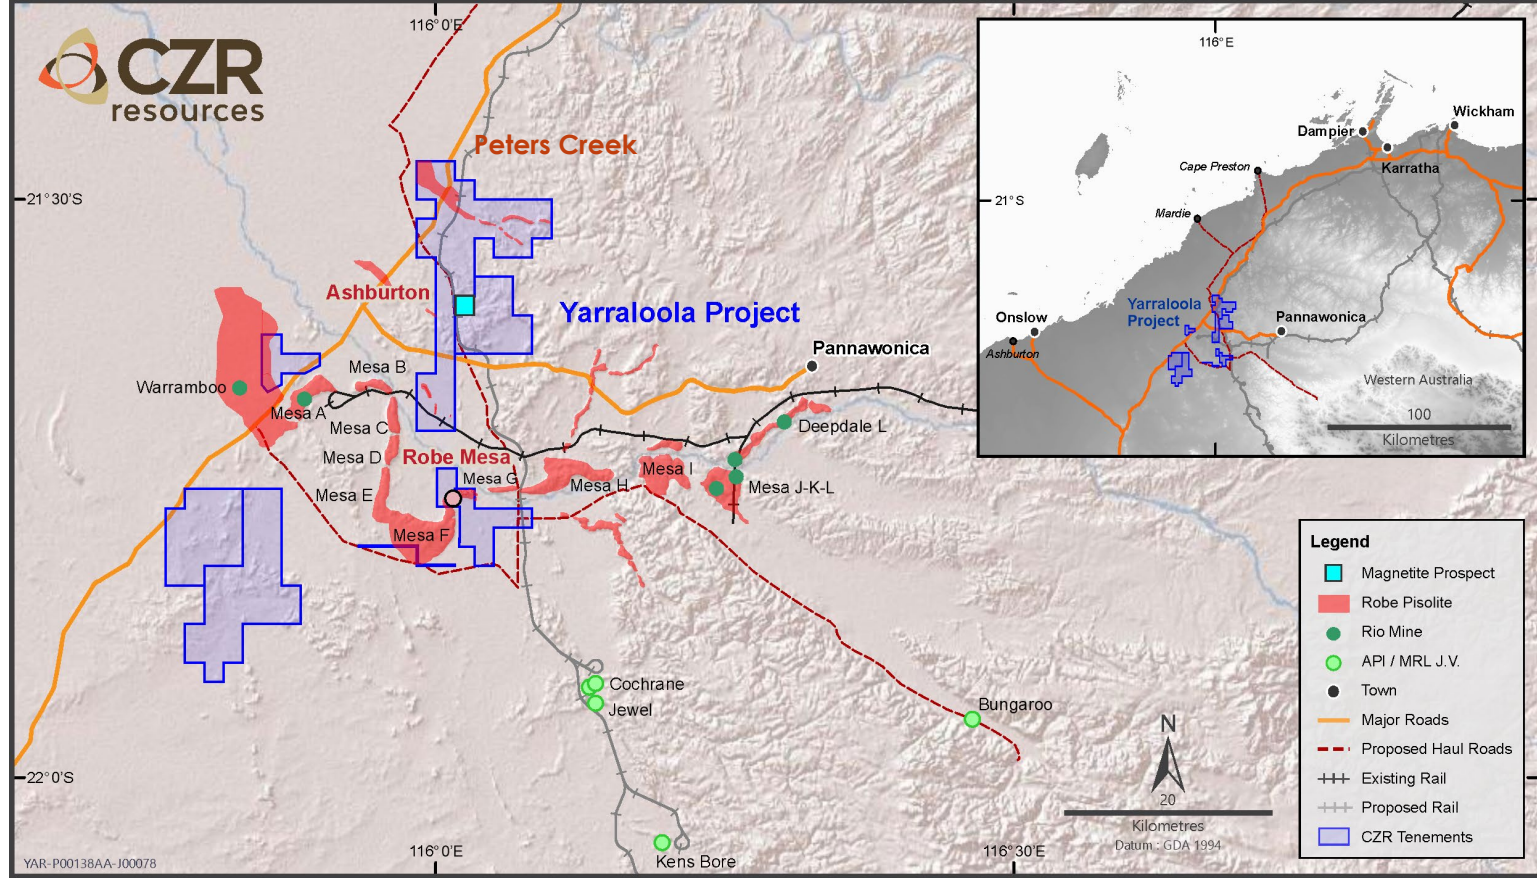 CZR
resources
116°0'E
Peters Creek
21°30'S
Ashburton
Yarraloola Project
Pannawonica
Warramboo
Mesa B
Mesa A
Mesa C
Mesa D
Robe Mesa
Mesa E
Mesa G
Mesa F
Mesa H
Mesa I
Mesa J-K-L
Deepdale L
Cochrane
Jewel
Bungaroo
Kens Bore
22°0'S
116°0'E
116°30'E
YAR-P00138AA-J00078
N
20
Kilometres
Datum : GDA 1994
116°E
21°S
Wickham
Dampier
Karratha
Cape Preston
Mardie
Yarraloola
Project
Onslow
Ashburton
Pannawonica
Western Australia
100
Kilometres
Legend
Magnetite Prospect
Robe Pisolite
Rio Mine
API / MRL J.V.
Town
Major Roads
Proposed Haul Roads
Existing Rail
Proposed Rail
CZR Tenements